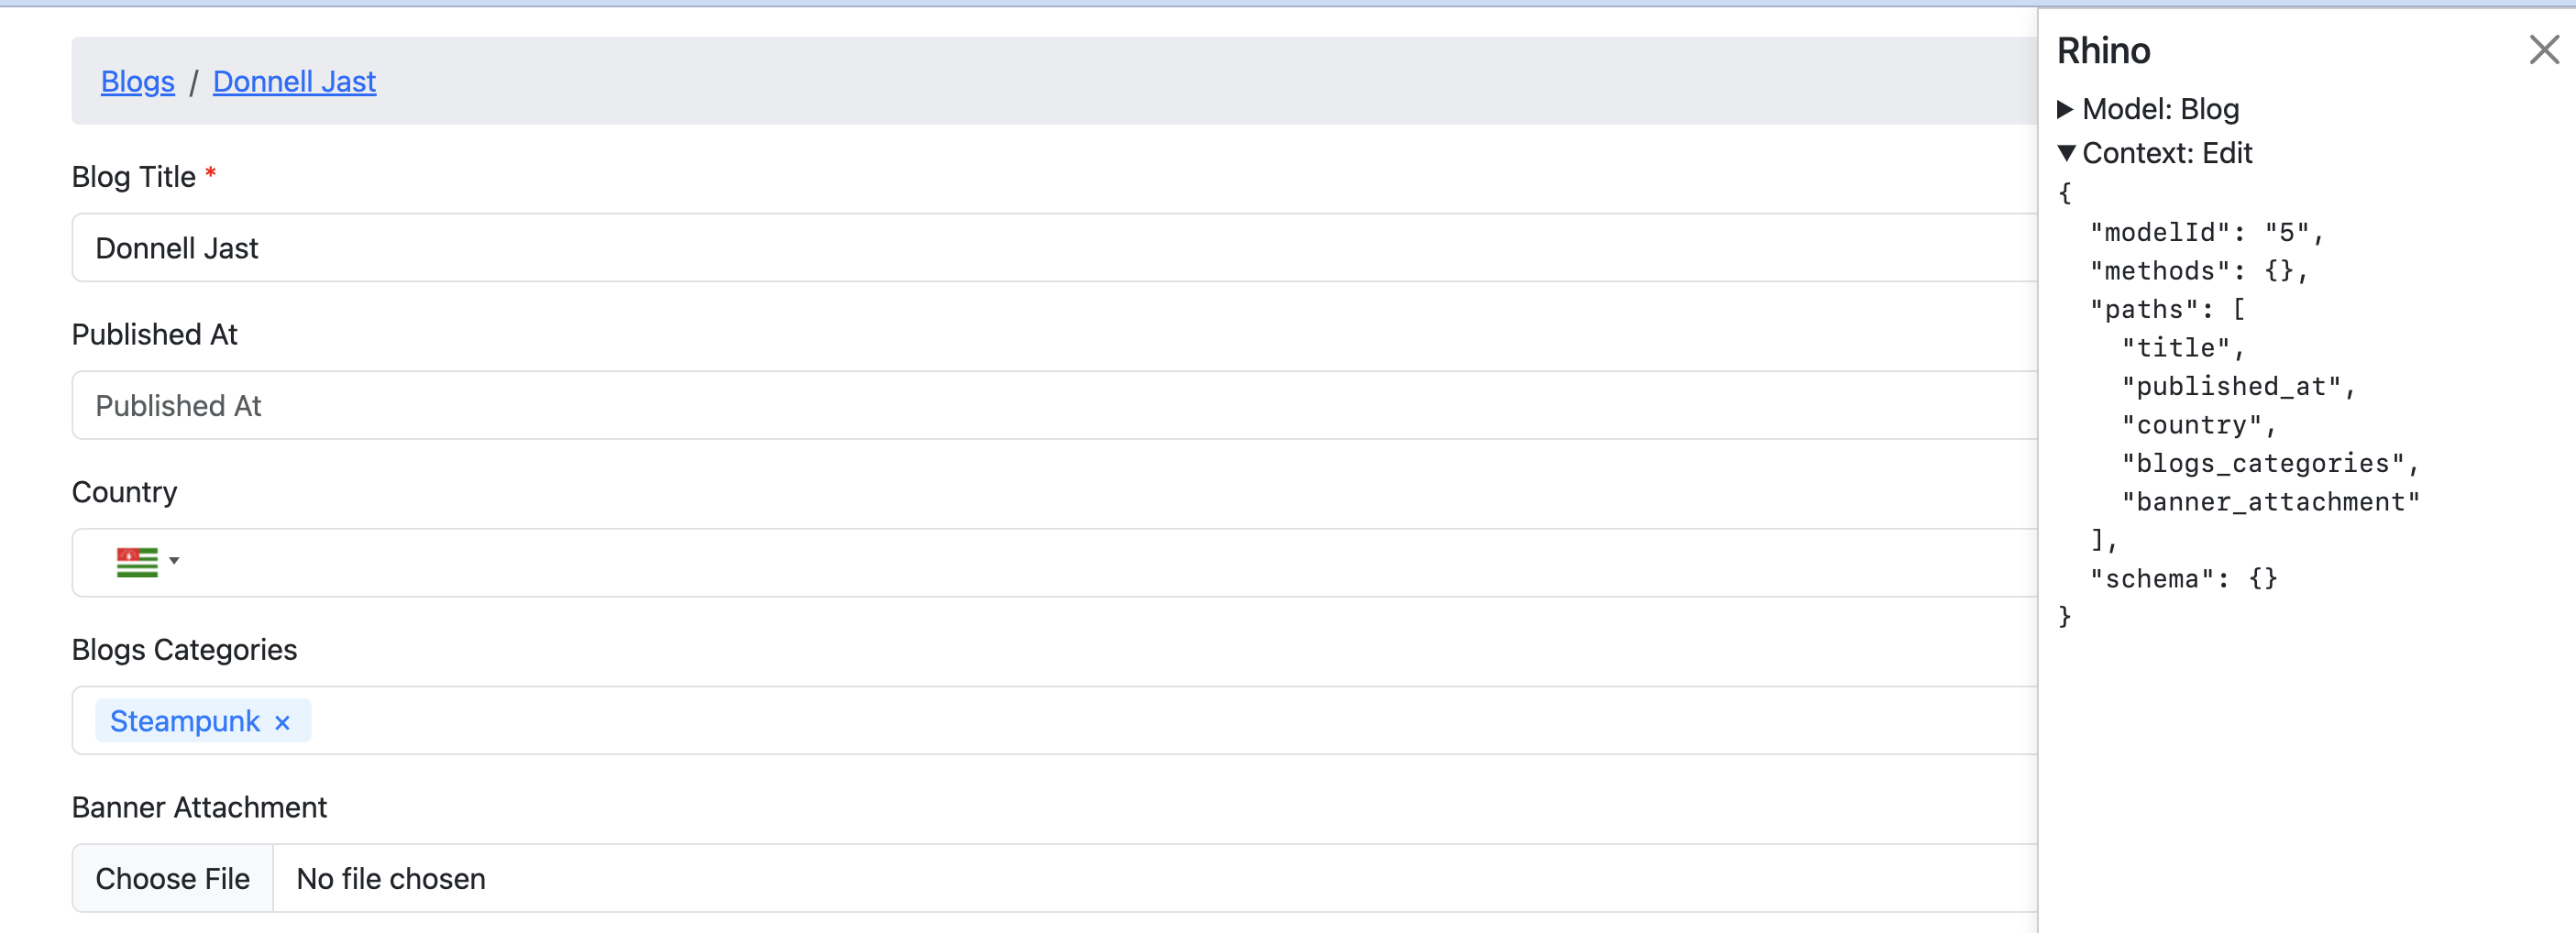 Blogs / Donnell Jast
Blog Title *
Donnell Jast
Published At
Published At
Country
Blogs Categories
Steampunk ×
Banner Attachment
Choose File No file chosen
Rhino
▶ Model: Blog
▼ Context: Edit
{
  "modelId": "5",
  "methods": {},
  "paths": [
    "title",
    "published_at",
    "country",
    "blogs_categories",
    "banner_attachment"
  ],
  "schema": {}
}